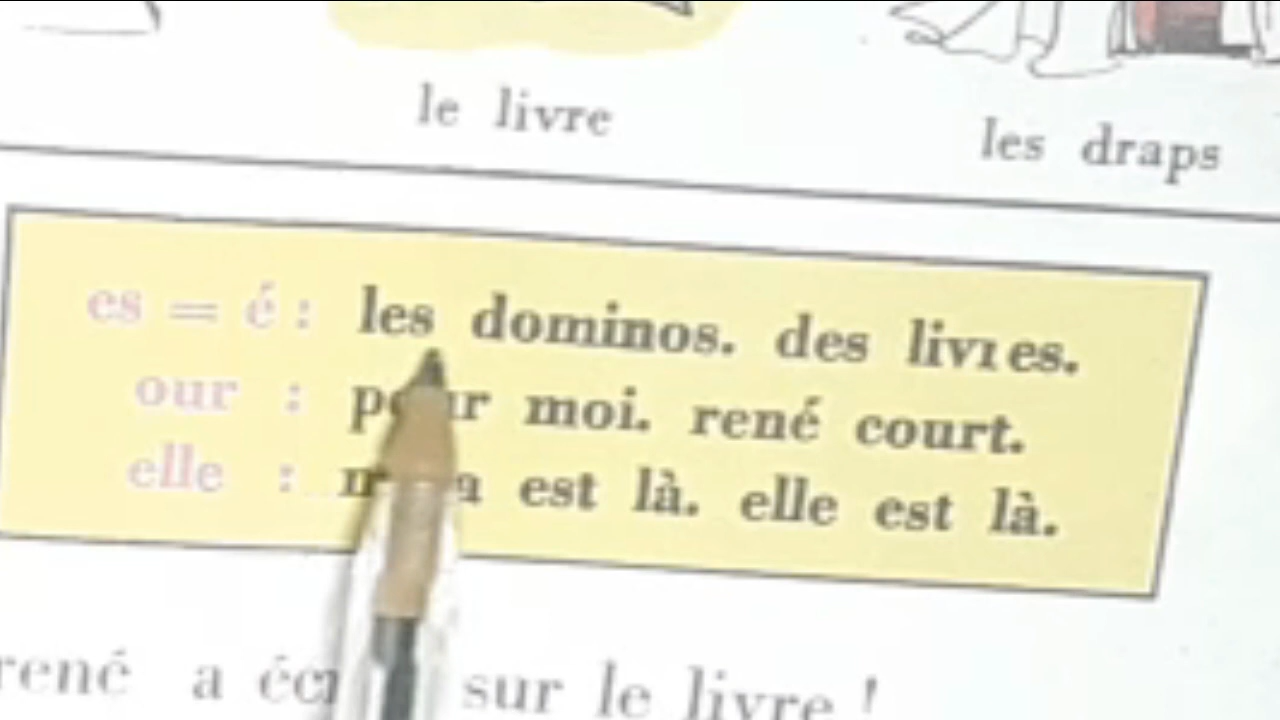 le livre
les draps
es = é : les dominos. des livres.
our : pour moi. rené court.
elle : est là. elle est là.
rené a sur le livre !